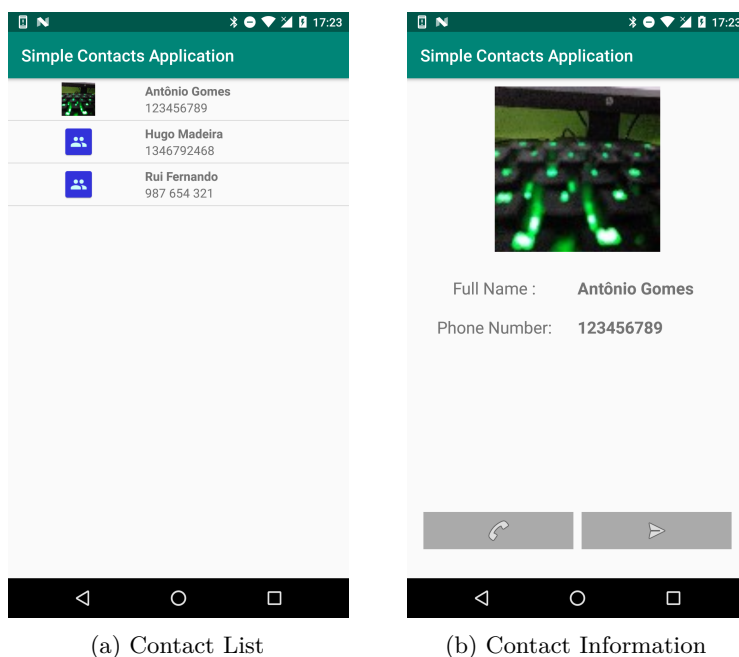 17:23
Simple Contacts Application
Antônio Gomes
123456789
Hugo Madeira
1346792468
Rui Fernando
987 654 321
(a) Contact List
17:23
Simple Contacts Application
Full Name : Antônio Gomes
Phone Number: 123456789
(b) Contact Information